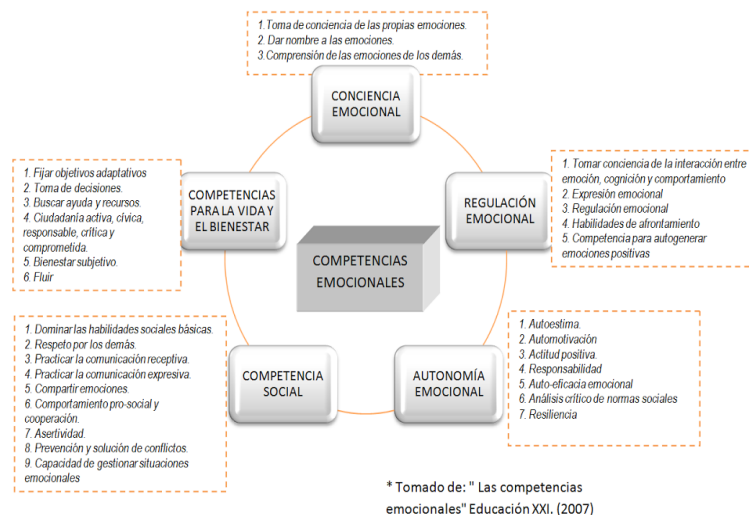 1. Toma de conciencia de las propias emociones.
2. Dar nombre a las emociones.
3. Comprensión de las emociones de los demás.
CONCIENCIA
EMOCIONAL
1. Fijar objetivos adaptativos
2. Toma de decisiones.
3. Buscar ayuda y recursos.
4. Ciudadanía activa, cívica,
responsable, crítica y
comprometida.
5. Bienestar subjetivo.
6. Fluir
COMPETENCIAS
PARA LA VIDA Y
EL BIENESTAR
REGULACIÓN
EMOCIONAL
1. Tomar conciencia de la interacción entre
emoción, cognición y comportamiento
2. Expresión emocional
3. Regulación emocional
4. Habilidades de afrontamiento
5. Competencia para autogenerar
emociones positivas
COMPETENCIAS
EMOCIONALES
1. Dominar las habilidades sociales básicas.
2. Respeto por los demás.
3. Practicar la comunicación receptiva.
4. Practicar la comunicación expresiva.
5. Compartir emociones.
6. Comportamiento pro-social y
cooperación.
7. Asertividad.
8. Prevención y solución de conflictos.
9. Capacidad de gestionar situaciones
emocionales
COMPETENCIA
SOCIAL
AUTONOMÍA
EMOCIONAL
1. Autoestima.
2. Automotivación
3. Actitud positiva.
4. Responsabilidad
5. Auto-eficacia emocional
6. Análisis crítico de normas sociales
7. Resiliencia
* Tomado de: " Las competencias
emocionales" Educación XXI. (2007)